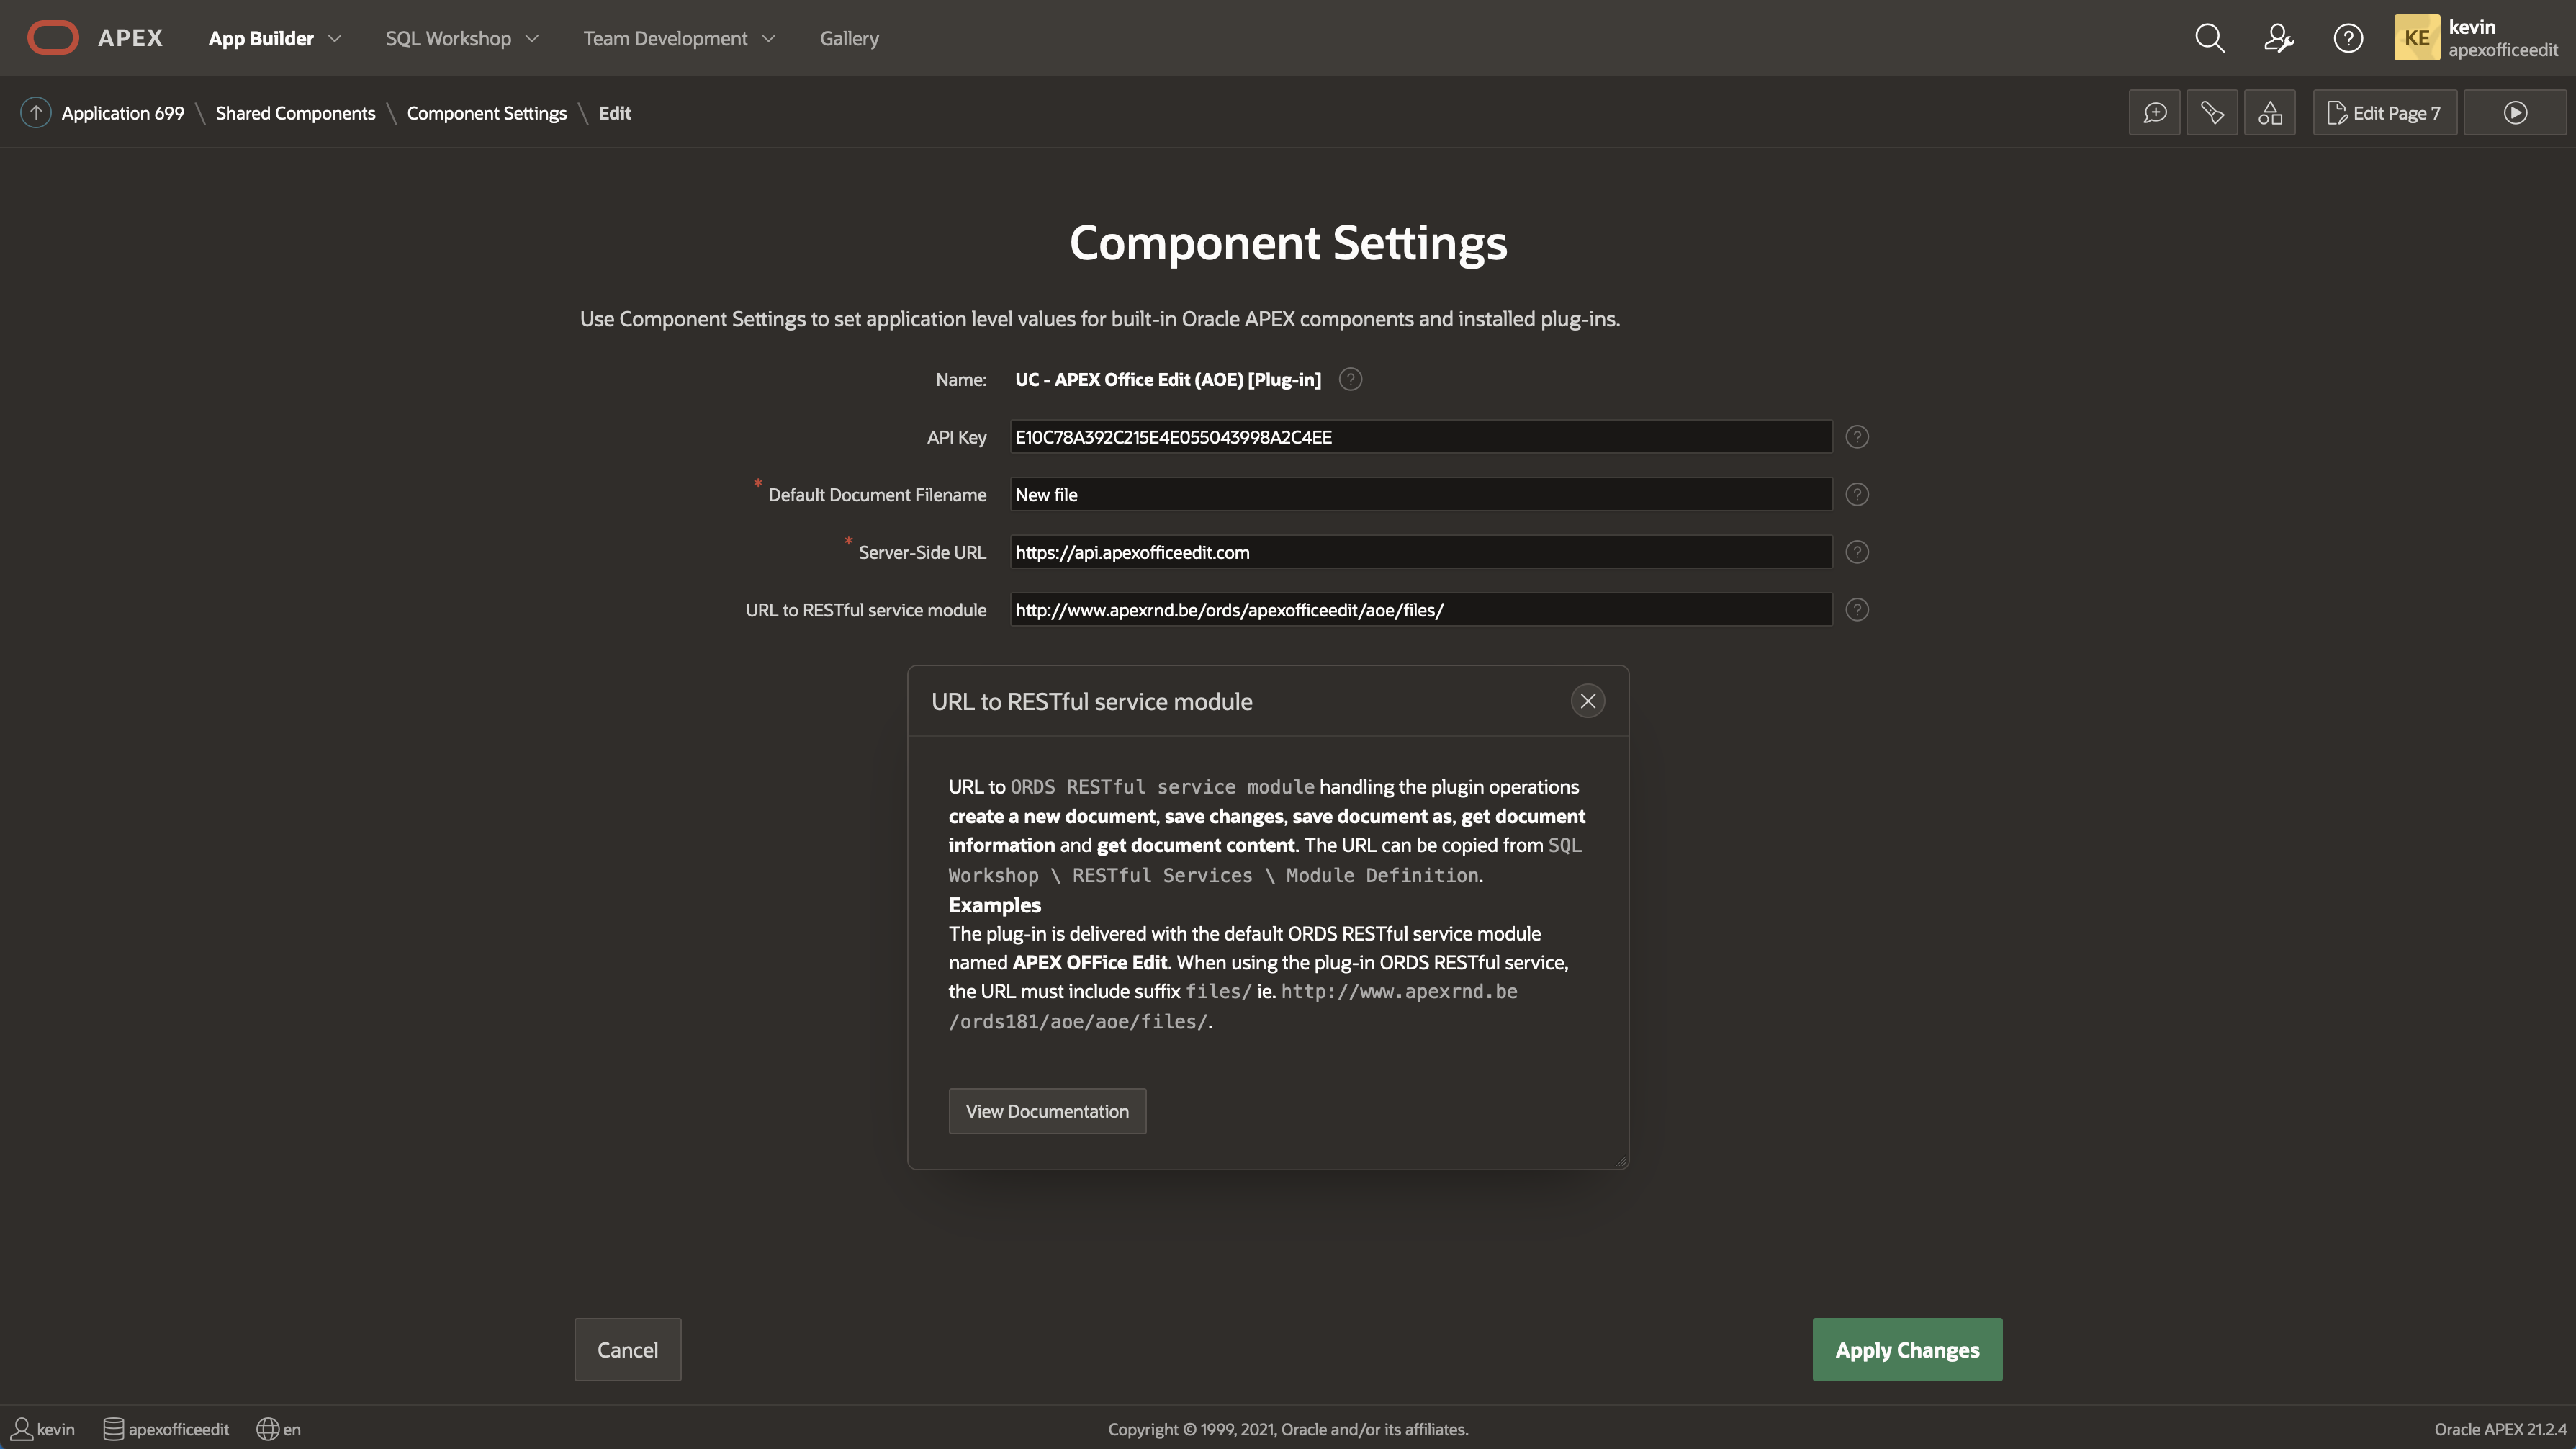 APEX App Builder SQL Workshop Team Development Gallery KE kevin
apexofficeedit
Application 699 \ Shared Components \ Component Settings \ Edit Edit Page 7
Component Settings
Use Component Settings to set application level values for built-in Oracle APEX components and installed plug-ins.
Name: UC - APEX Office Edit (AOE) [Plug-in] ?
API Key E10C78A392C215E4E055043998A2C4EE ?
* Default Document Filename New file ?
* Server-Side URL https://api.apexofficeedit.com ?
URL to RESTful service module http://www.apexrnd.be/ords/apexofficeedit/aoe/files/ ?
URL to RESTful service module
URL to ORDS RESTful service module handling the plugin operations
create a new document, save changes, save document as, get document
information and get document content. The URL can be copied from SQL
Workshop \ RESTful Services \ Module Definition.
Examples
The plug-in is delivered with the default ORDS RESTful service module
named APEX OFFice Edit. When using the plug-in ORDS RESTful service,
the URL must include suffix files/ ie. http://www.apexrnd.be
/ords181/aoe/aoe/files/.
View Documentation
Cancel Apply Changes
kevin apexofficeedit en Copyright © 1999, 2021, Oracle and/or its affiliates. Oracle APEX 21.2.4